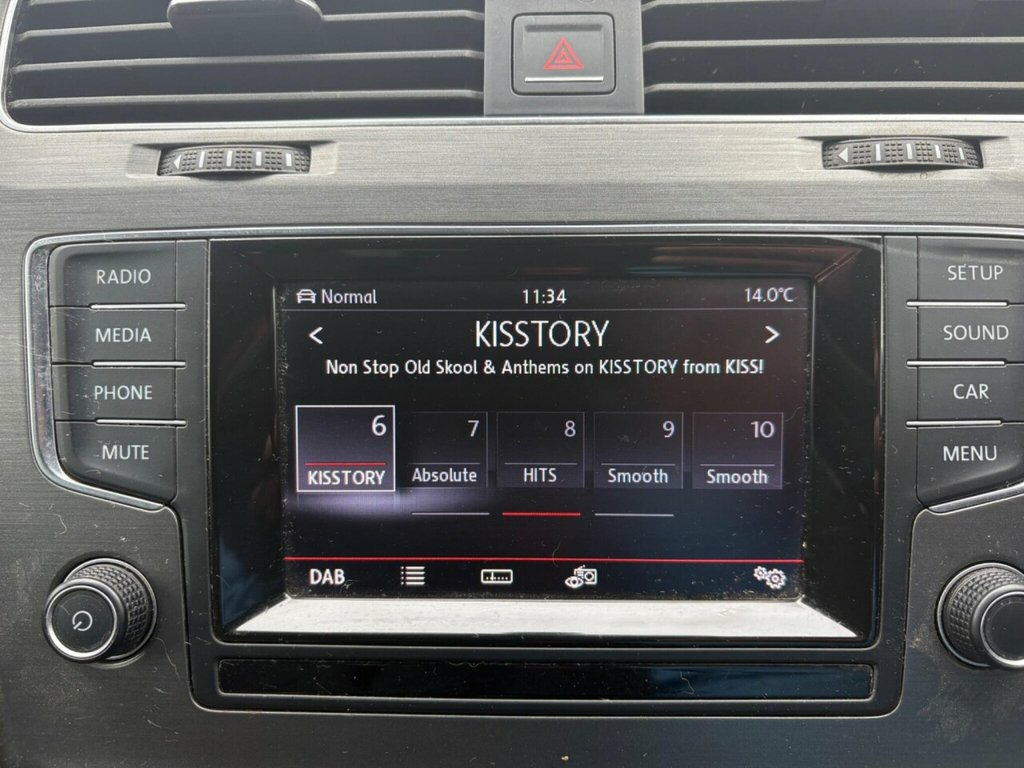 RADIO
MEDIA
PHONE
MUTE
Normal 11:34 14.0°C
< KISSTORY >
Non Stop Old Skool & Anthems on KISSTORY from KISS!
6 7 8 9 10
KISSTORY Absolute HITS Smooth Smooth
DAB
SETUP
SOUND
CAR
MENU